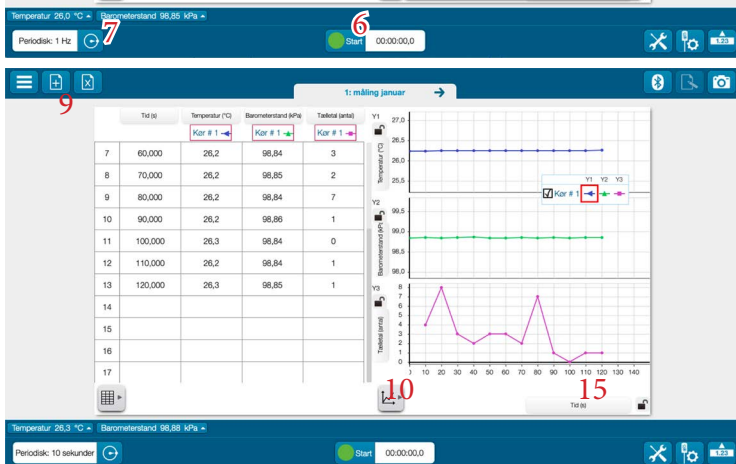 Temperatur 26,0 °C Barometerstand 98,85 kPa
7
6
Periodisk: 1 Hz Start 00:00:00,0 1.23
9
1: måling januar
Tid (s) Temperatur (°C) Barometerstand (kPa) Tælletal (antal)
Kør # 1 Kør # 1 Kør # 1
7 60,000 26,2 98,84 3
8 70,000 26,2 98,85 2
9 80,000 26,2 98,84 7
10 90,000 26,2 98,86 1
11 100,000 26,3 98,84 0
12 110,000 26,2 98,84 1
13 120,000 26,3 98,85 1
14
15
16
17
Y1
Temperatur (°C)
27,0
26,5
26,0
25,5
Y1 Y2 Y3
Kør # 1
Y2
Barometerstand (kPa)
99,5
99,0
98,5
98,0
Y3
Tælletal (antal)
8
7
6
5
4
3
2
1
0
0 10 20 30 40 50 60 70 80 90 100 110 120 130 140
10
15
Tid (s)
Temperatur 26,3 °C Barometerstand 98,88 kPa
Periodisk: 10 sekunder Start 00:00:00,0 1.23